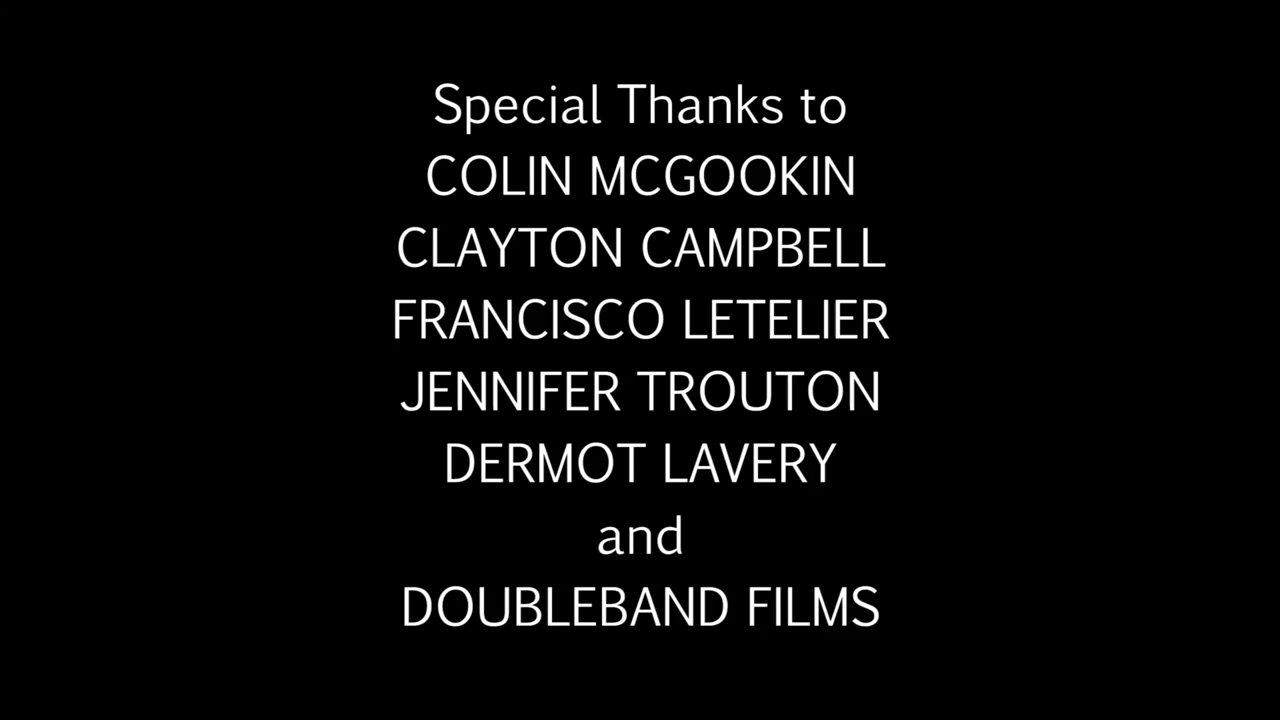 Special Thanks to
COLIN MCGOOKIN
CLAYTON CAMPBELL
FRANCISCO LETELIER
JENNIFER TROUTON
DERMOT LAVERY
and
DOUBLEBAND FILMS